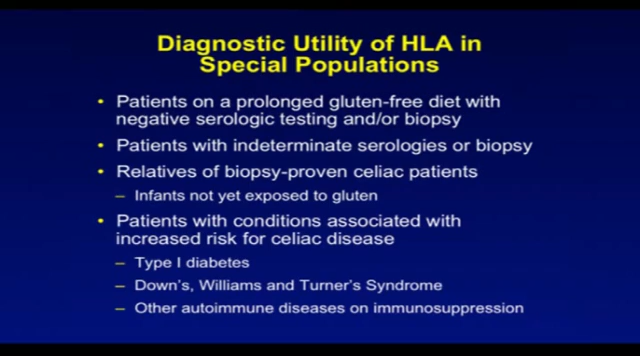 Diagnostic Utility of HLA in
Special Populations
• Patients on a prolonged gluten-free diet with
negative serologic testing and/or biopsy
• Patients with indeterminate serologies or biopsy
• Relatives of biopsy-proven celiac patients
– Infants not yet exposed to gluten
• Patients with conditions associated with
increased risk for celiac disease
– Type I diabetes
– Down's, Williams and Turner's Syndrome
– Other autoimmune diseases on immunosuppression